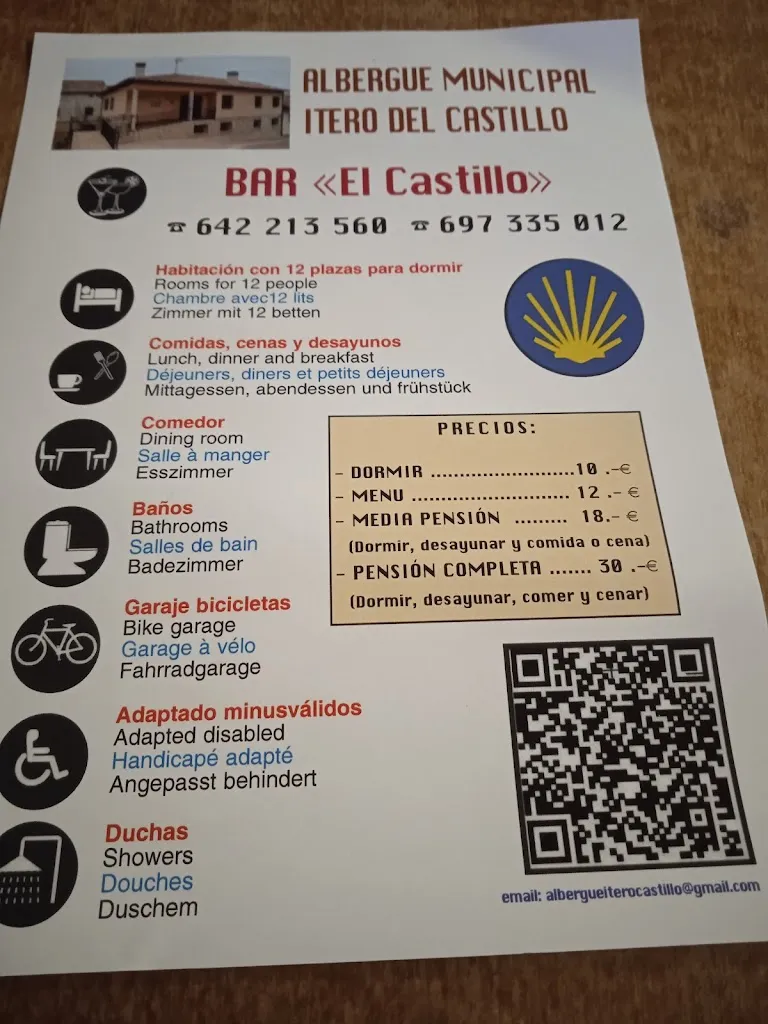 ALBERGUE MUNICIPAL
ITERO DEL CASTILLO
BAR «El Castillo»
☎ 642 213 560 ☎ 697 335 012
Habitación con 12 plazas para dormir
Rooms for 12 people
Chambre avec12 lits
Zimmer mit 12 betten
Comidas, cenas y desayunos
Lunch, dinner and breakfast
Déjeuners, diners et petits déjeuners
Mittagessen, abendessen und frühstück
Comedor
Dining room
Salle à manger
Esszimmer
Baños
Bathrooms
Salles de bain
Badezimmer
Garaje bicicletas
Bike garage
Garage à vélo
Fahrradgarage
Adaptado minusválidos
Adapted disabled
Handicapé adapté
Angepasst behindert
Duchas
Showers
Douches
Duschem
PRECIOS:
- DORMIR ..........................10 .-€
- MENU ............................ 12 .- €
- MEDIA PENSIÓN ......... 18.- €
(Dormir, desayunar y comida o cena)
- PENSIÓN COMPLETA ....... 30 .-€
(Dormir, desayunar, comer y cenar)
email: albergueiterocastillo@gmail.com